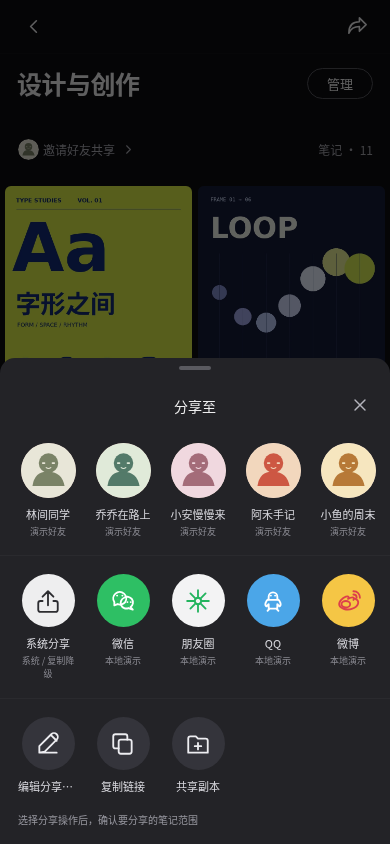 设计与创作
管理
邀请好友共享
笔记 · 11
TYPE STUDIES VOL. 01
Aa
字形之间
FORM / SPACE / RHYTHM
FRAME 01 — 06
LOOP
分享至
林间同学 乔乔在路上 小安慢慢来 阿禾手记 小鱼的周末
演示好友 演示好友 演示好友 演示好友 演示好友
系统分享 微信 朋友圈 QQ 微博
系统 / 复制降级 本地演示 本地演示 本地演示 本地演示
编辑分享… 复制链接 共享副本
选择分享操作后，确认要分享的笔记范围